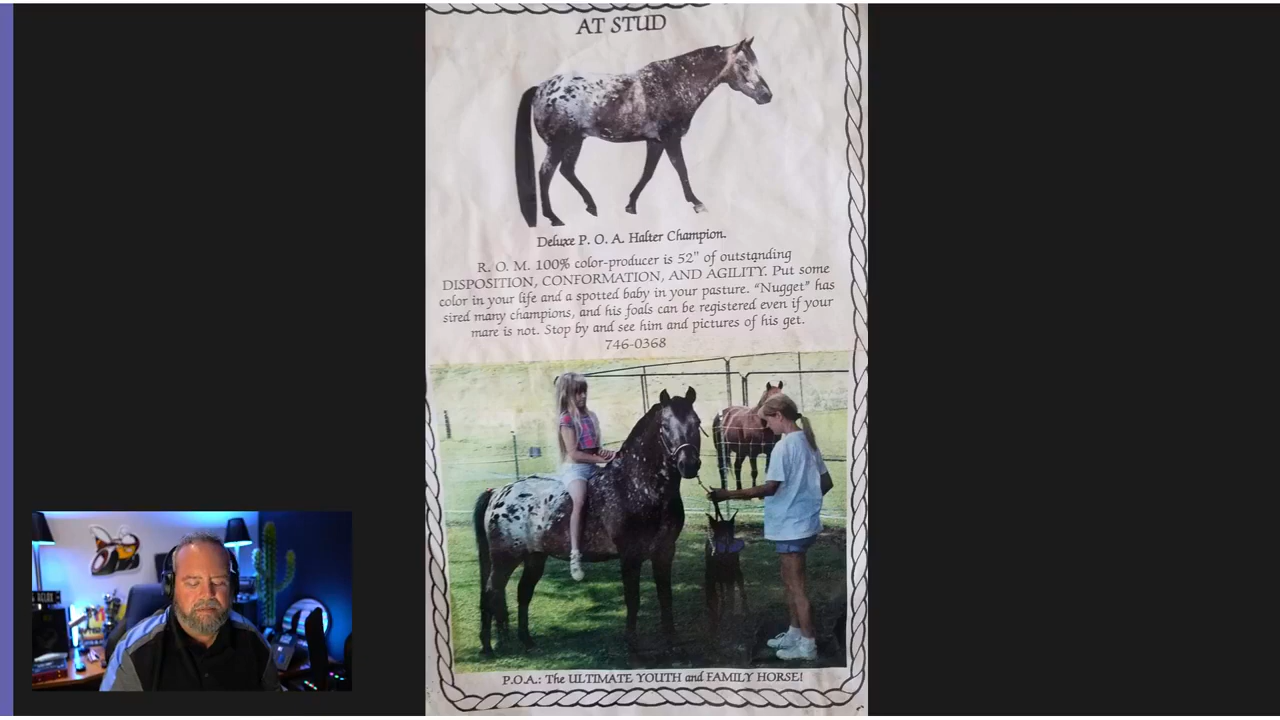 AT STUD
Deluxe P. O. A. Halter Champion.
R. O. M. 100% color-producer is 52" of outstanding
DISPOSITION, CONFORMATION, AND AGILITY. Put some
color in your life and a spotted baby in your pasture. "Nugget" has
sired many champions, and his foals can be registered even if your
mare is not. Stop by and see him and pictures of his get.
746-0368
P.O.A.: The ULTIMATE YOUTH and FAMILY HORSE!